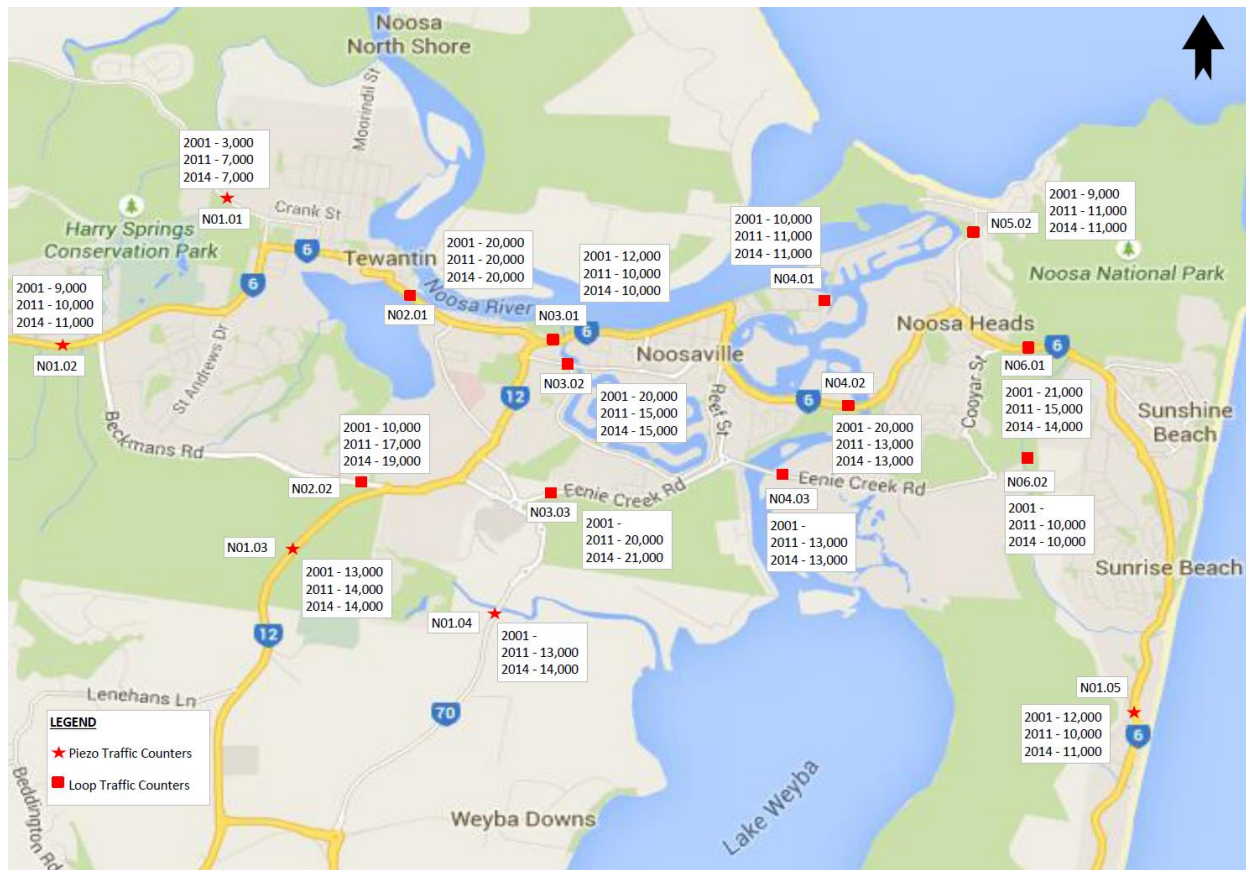 Noosa
North Shore
Moorindil St
2001 - 3,000
2011 - 7,000
2014 - 7,000
N01.01
Crank St
Harry Springs
Conservation Park
6
Tewantin
6
2001 - 9,000
2011 - 10,000
2014 - 11,000
N01.02
St Andrews Dr
Beckmans Rd
2001 - 20,000
2011 - 20,000
2014 - 20,000
N02.01
Noosa River
2001 - 12,000
2011 - 10,000
2014 - 10,000
N03.01
6
Noosaville
N03.02
2001 - 20,000
2011 - 15,000
2014 - 15,000
12
Reef St
2001 - 10,000
2011 - 11,000
2014 - 11,000
N04.01
N05.02
2001 - 9,000
2011 - 11,000
2014 - 11,000
Noosa National Park
Noosa Heads
6
N06.01
N04.02
6
2001 - 20,000
2011 - 13,000
2014 - 13,000
Cooyar St
2001 - 21,000
2011 - 15,000
2014 - 14,000
Sunshine
Beach
2001 - 10,000
2011 - 17,000
2014 - 19,000
N02.02
Eenie Creek Rd
N03.03
2001 -
2011 - 20,000
2014 - 21,000
N04.03
Eenie Creek Rd
2001 -
2011 - 13,000
2014 - 13,000
N06.02
2001 -
2011 - 10,000
2014 - 10,000
Sunrise Beach
N01.03
2001 - 13,000
2011 - 14,000
2014 - 14,000
12
N01.04
2001 -
2011 - 13,000
2014 - 14,000
70
Lenehans Ln
Beddington Rd
N01.05
2001 - 12,000
2011 - 10,000
2014 - 11,000
6
LEGEND
Piezo Traffic Counters
Loop Traffic Counters
Weyba Downs
Lake Weyba